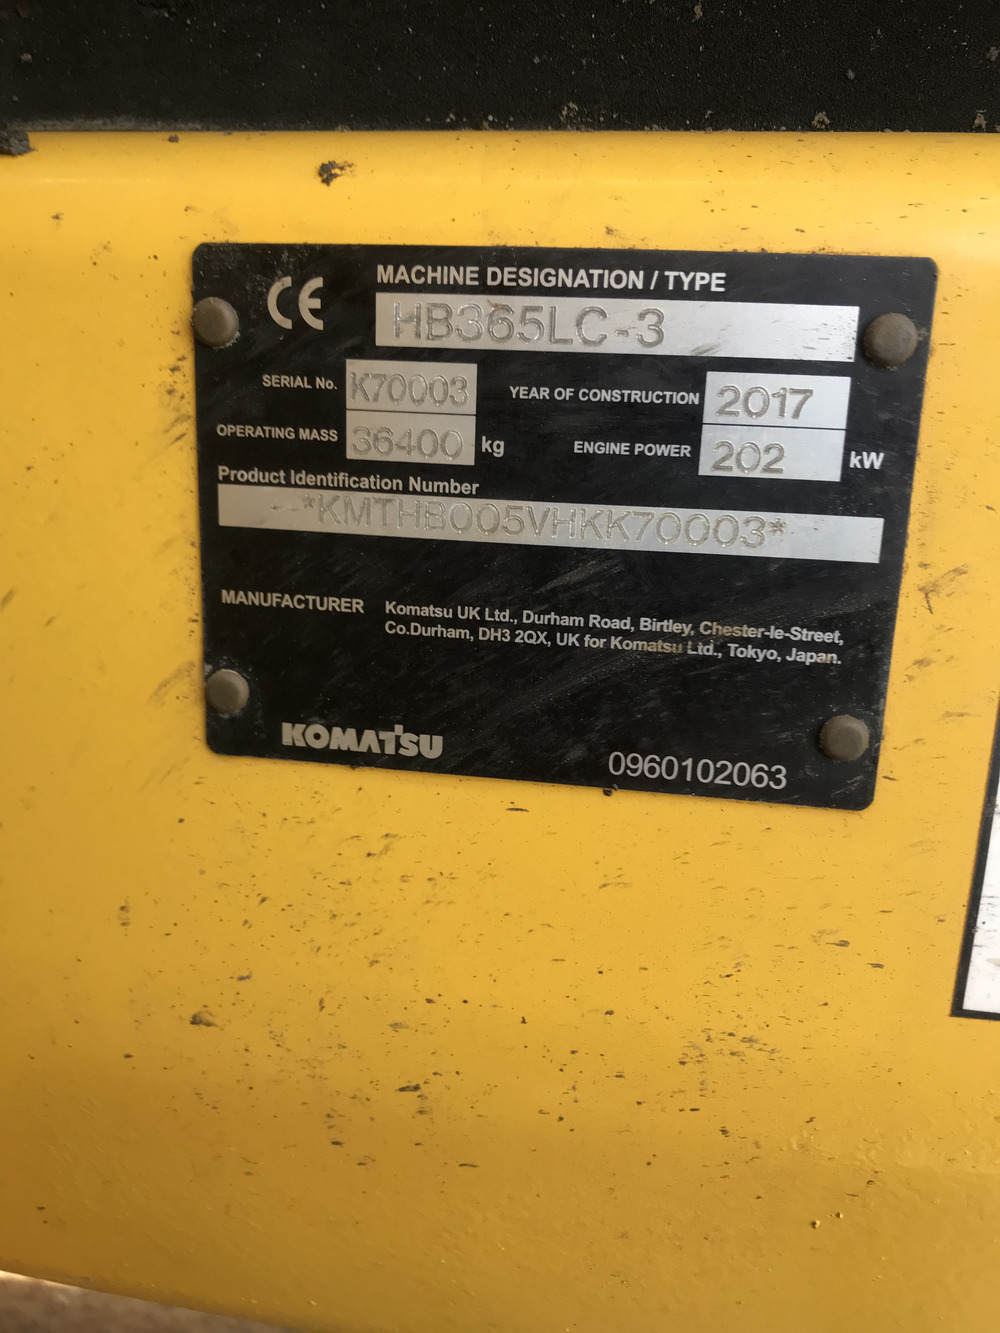 CE
MACHINE DESIGNATION / TYPE
HB365LC-3
SERIAL No. K70003 YEAR OF CONSTRUCTION 2017
OPERATING MASS 36400 kg ENGINE POWER 202 kW
Product Identification Number
*KMTHB005VHKK70003*
MANUFACTURER Komatsu UK Ltd., Durham Road, Birtley, Chester-le-Street,
Co.Durham, DH3 2QX, UK for Komatsu Ltd., Tokyo, Japan.
KOMATSU 0960102063